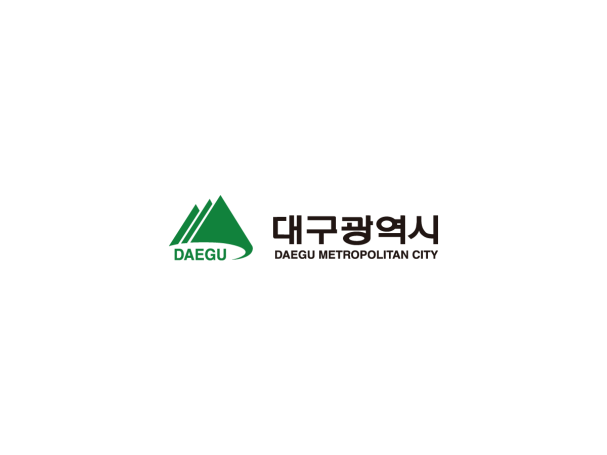 DAEGU
대구광역시
DAEGU METROPOLITAN CITY